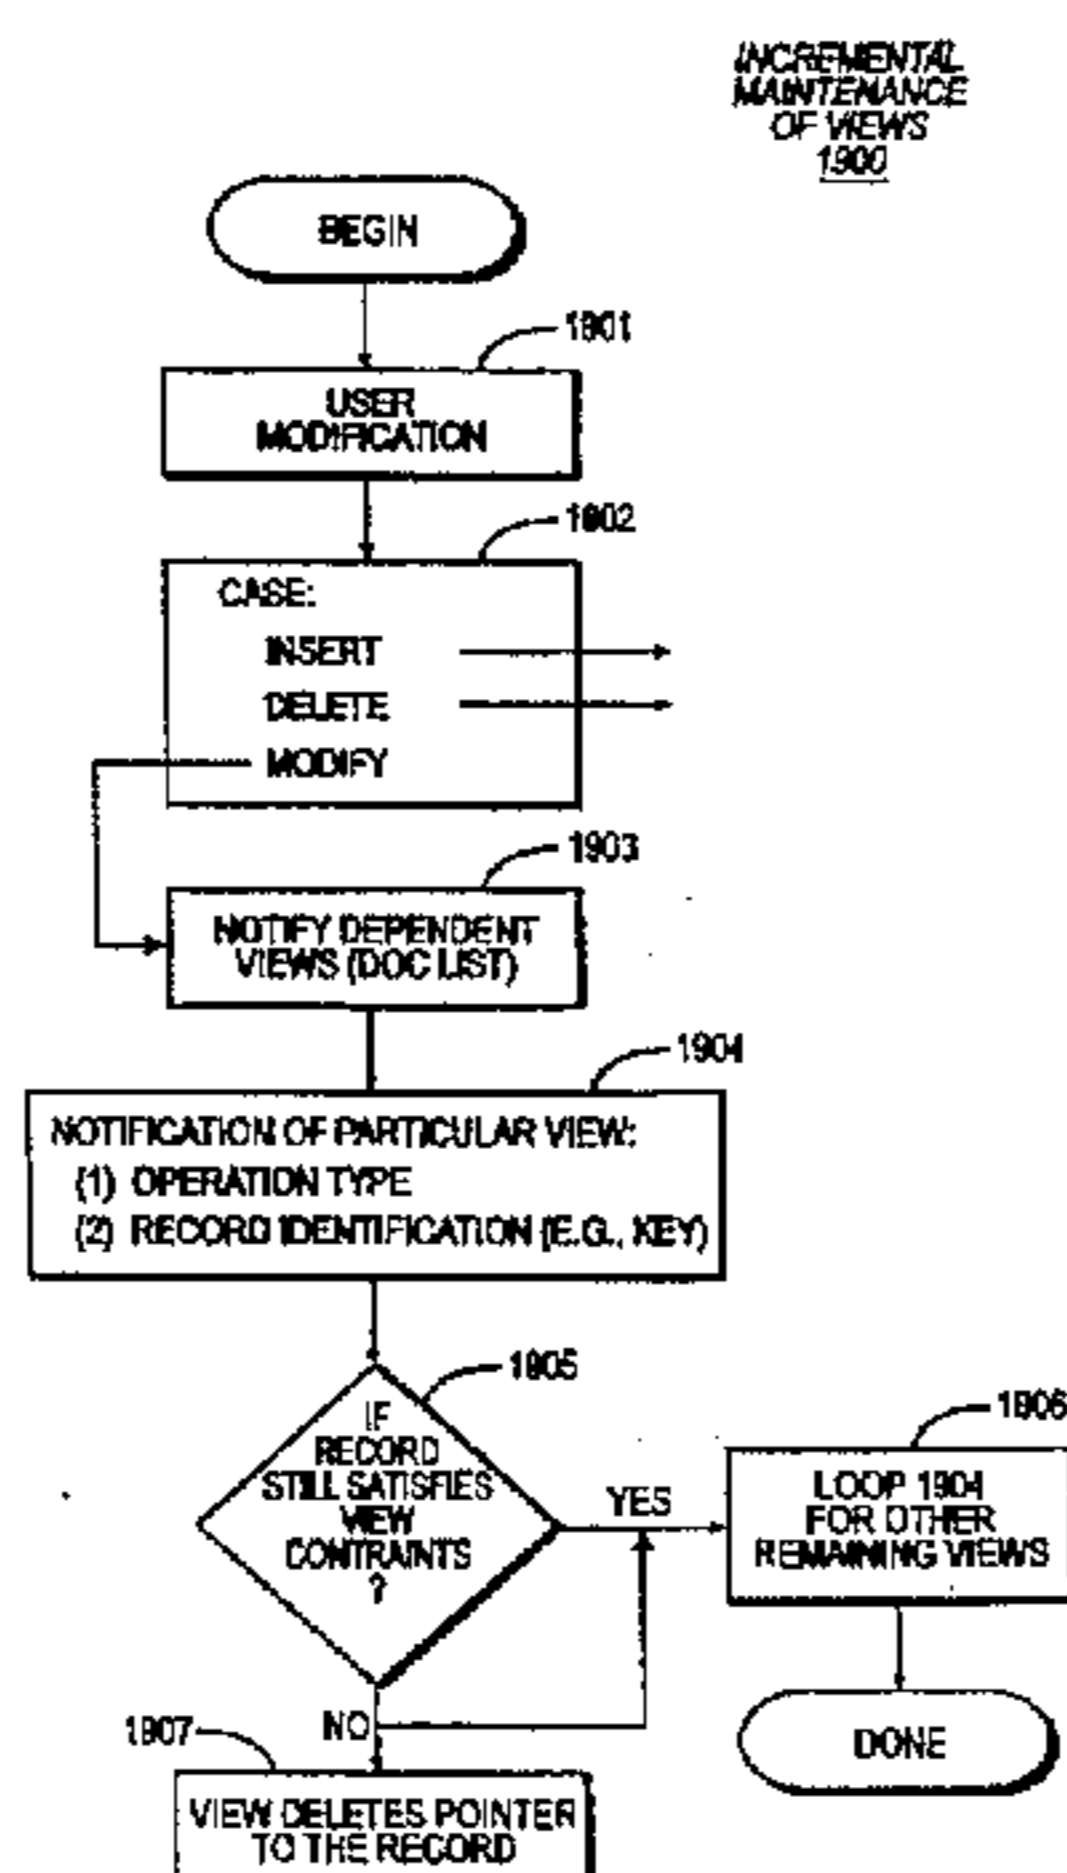 INCREMENTAL
MAINTENANCE
OF VIEWS
1900
BEGIN
1901
USER
MODIFICATION
1902
CASE:
INSERT
DELETE
MODIFY
1903
NOTIFY DEPENDENT
VIEWS (DOC LIST)
1904
NOTIFICATION OF PARTICULAR VIEW:
(1) OPERATION TYPE
(2) RECORD IDENTIFICATION (E.G., KEY)
1905
IF
RECORD
STILL SATISFIES
VIEW
CONTRAINTS
?
YES
1906
LOOP 1904
FOR OTHER
REMAINING VIEWS
NO
DONE
1907
VIEW DELETES POINTER
TO THE RECORD